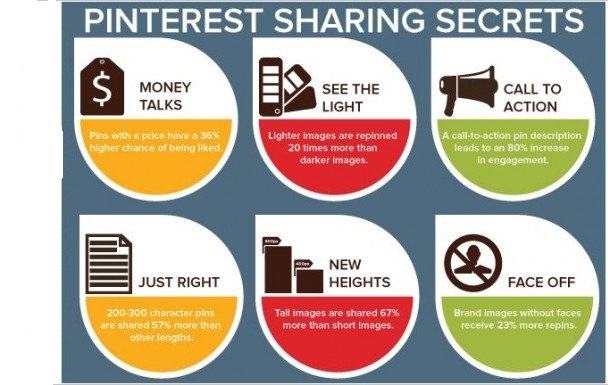 PINTEREST SHARING SECRETS
$
MONEY
TALKS
Pins with a price have a 36%
higher chance of being liked.
SEE THE
LIGHT
Lighter images are repinned
20 times more than
darker images.
CALL TO
ACTION
A call-to-action pin description
leads to an 80% increase
in engagement.
JUST RIGHT
200-300 character pins
are shared 57% more than
other lengths.
NEW
HEIGHTS
Tall images are shared 67%
more than short images.
FACE OFF
Brand images without faces
receive 23% more repins.